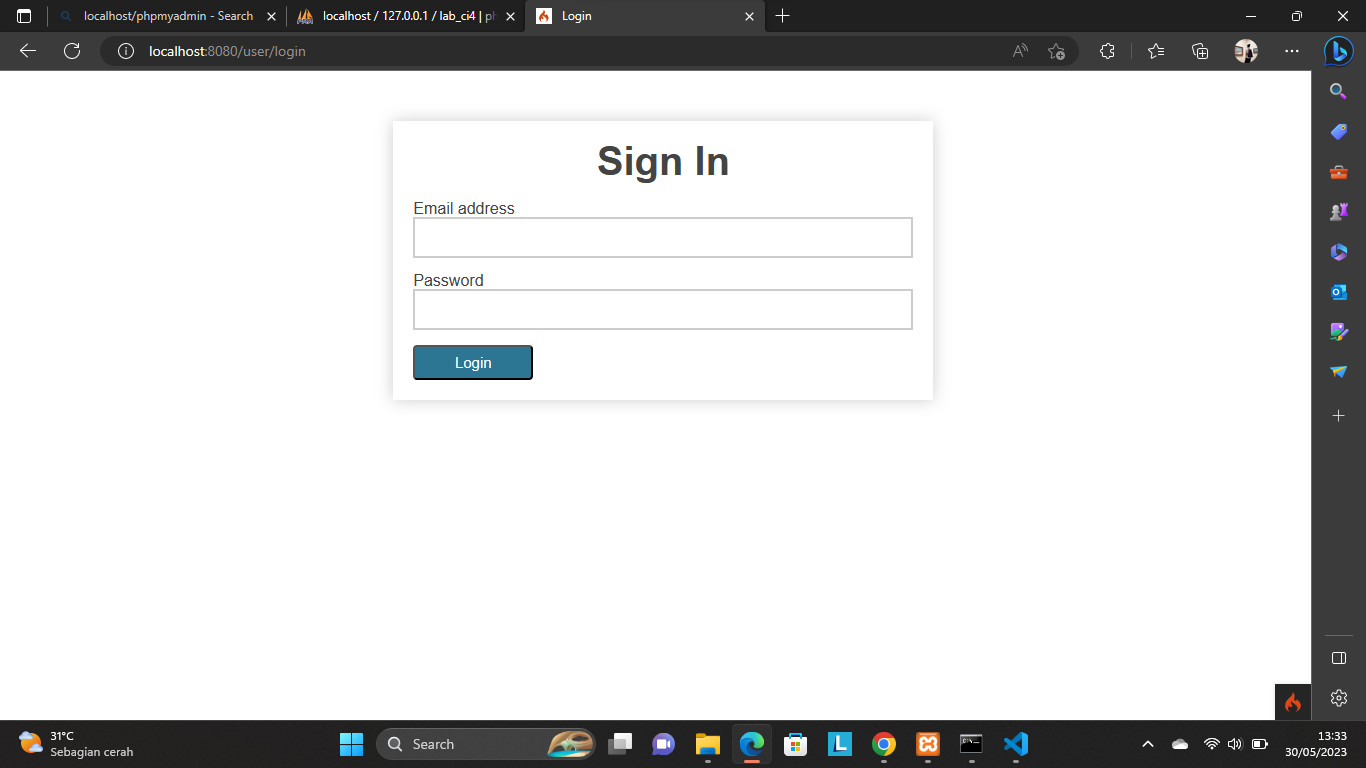 localhost/phpmyadmin - Search
localhost / 127.0.0.1 / lab_ci4 | ph
Login
localhost:8080/user/login
Sign In
Email address
Password
Login
31°C
Sebagian cerah
Search
13:33
30/05/2023